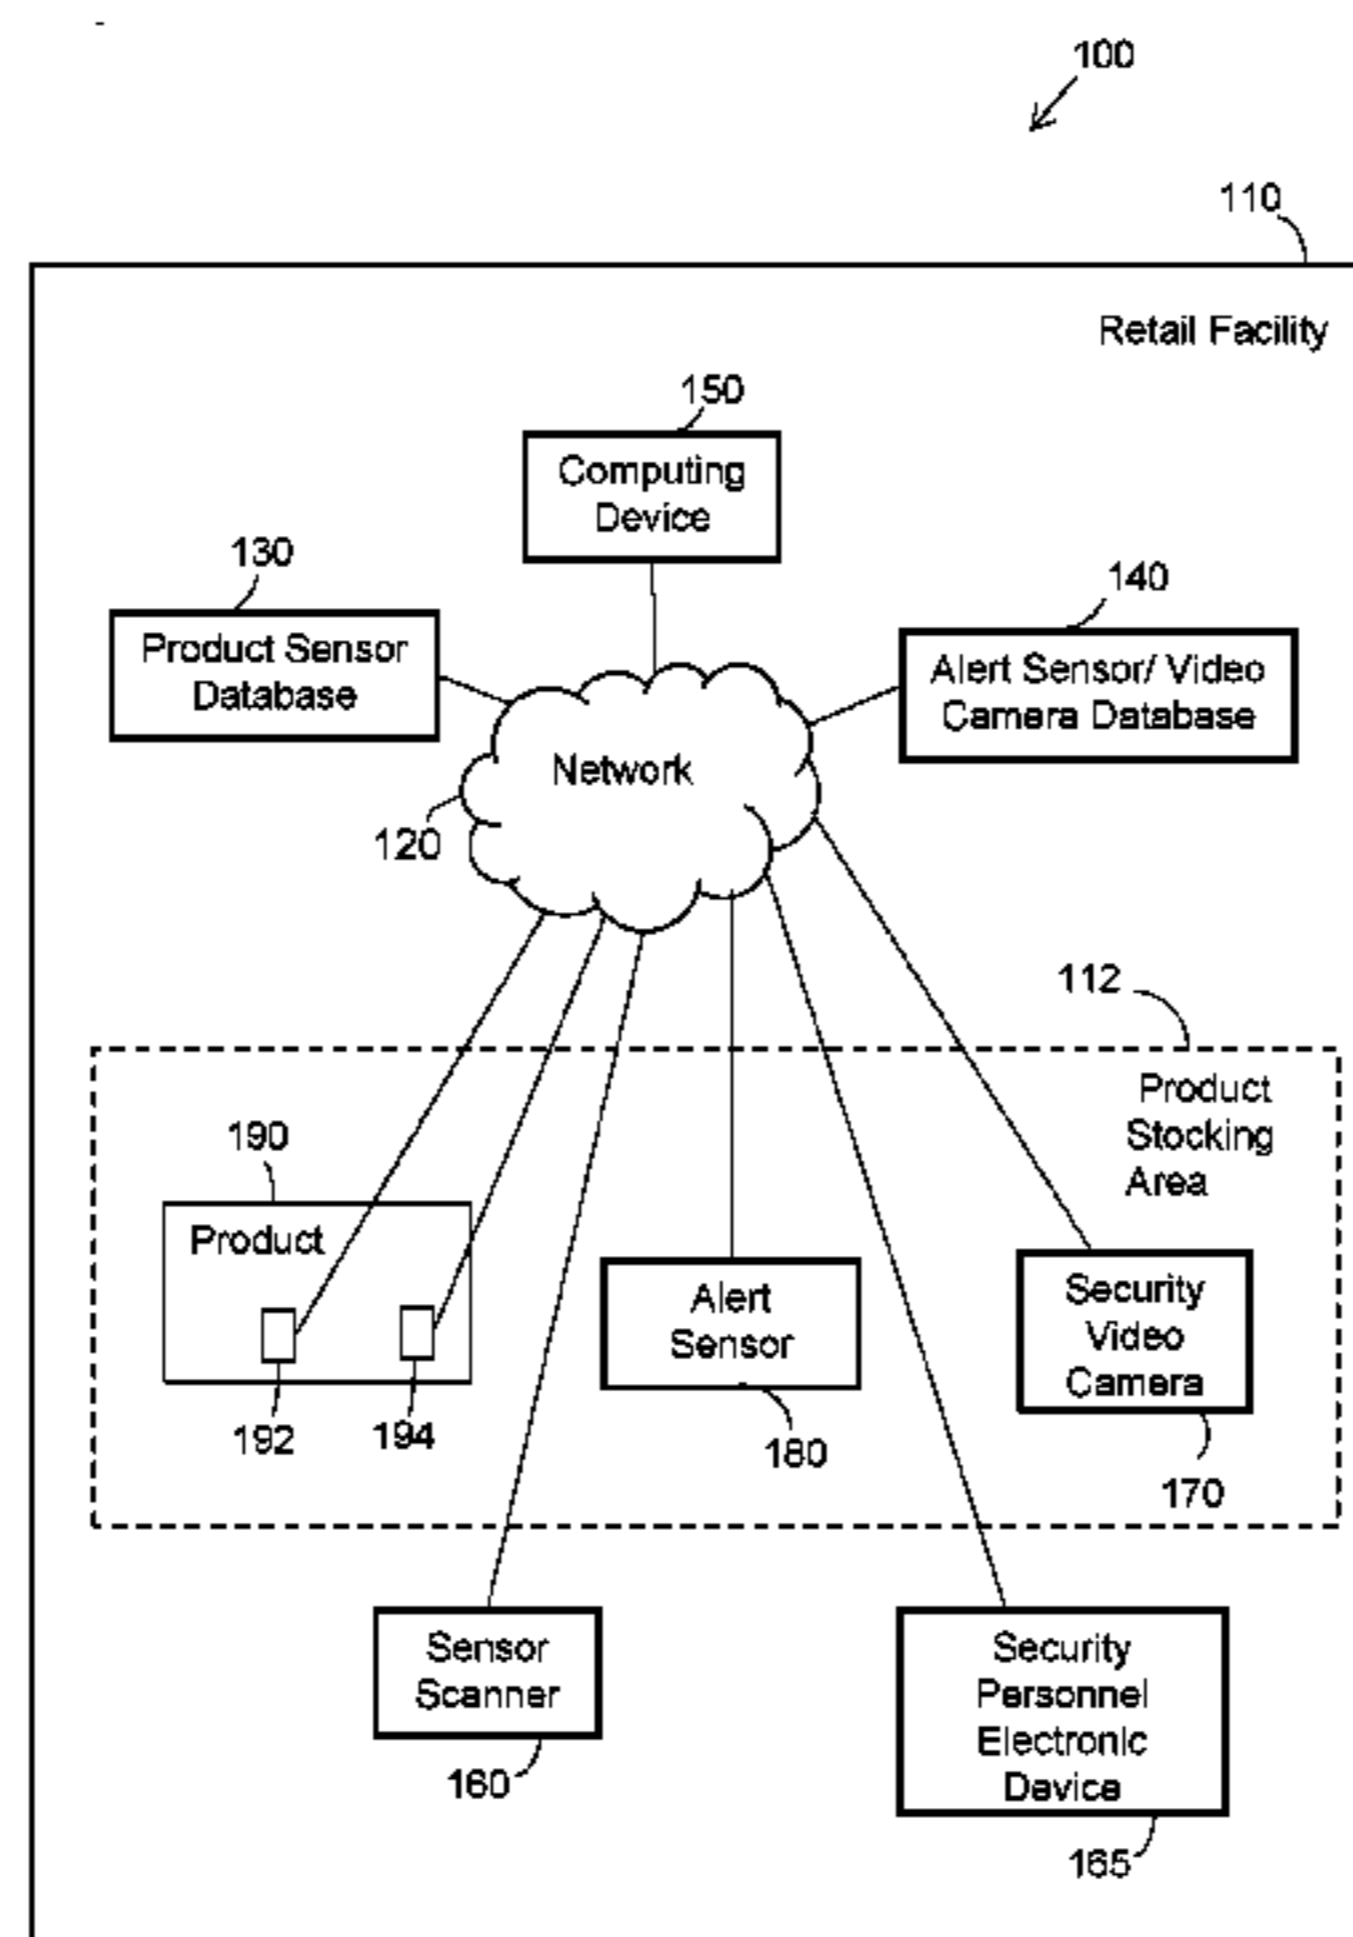 100
110
Retail Facility
150
Computing
Device
130
Product Sensor
Database
140
Alert Sensor/ Video
Camera Database
Network
120
112
Product
Stocking
Area
190
Product
192
194
Alert
Sensor
180
Security
Video
Camera
170
Sensor
Scanner
160
Security
Personnel
Electronic
Device
165